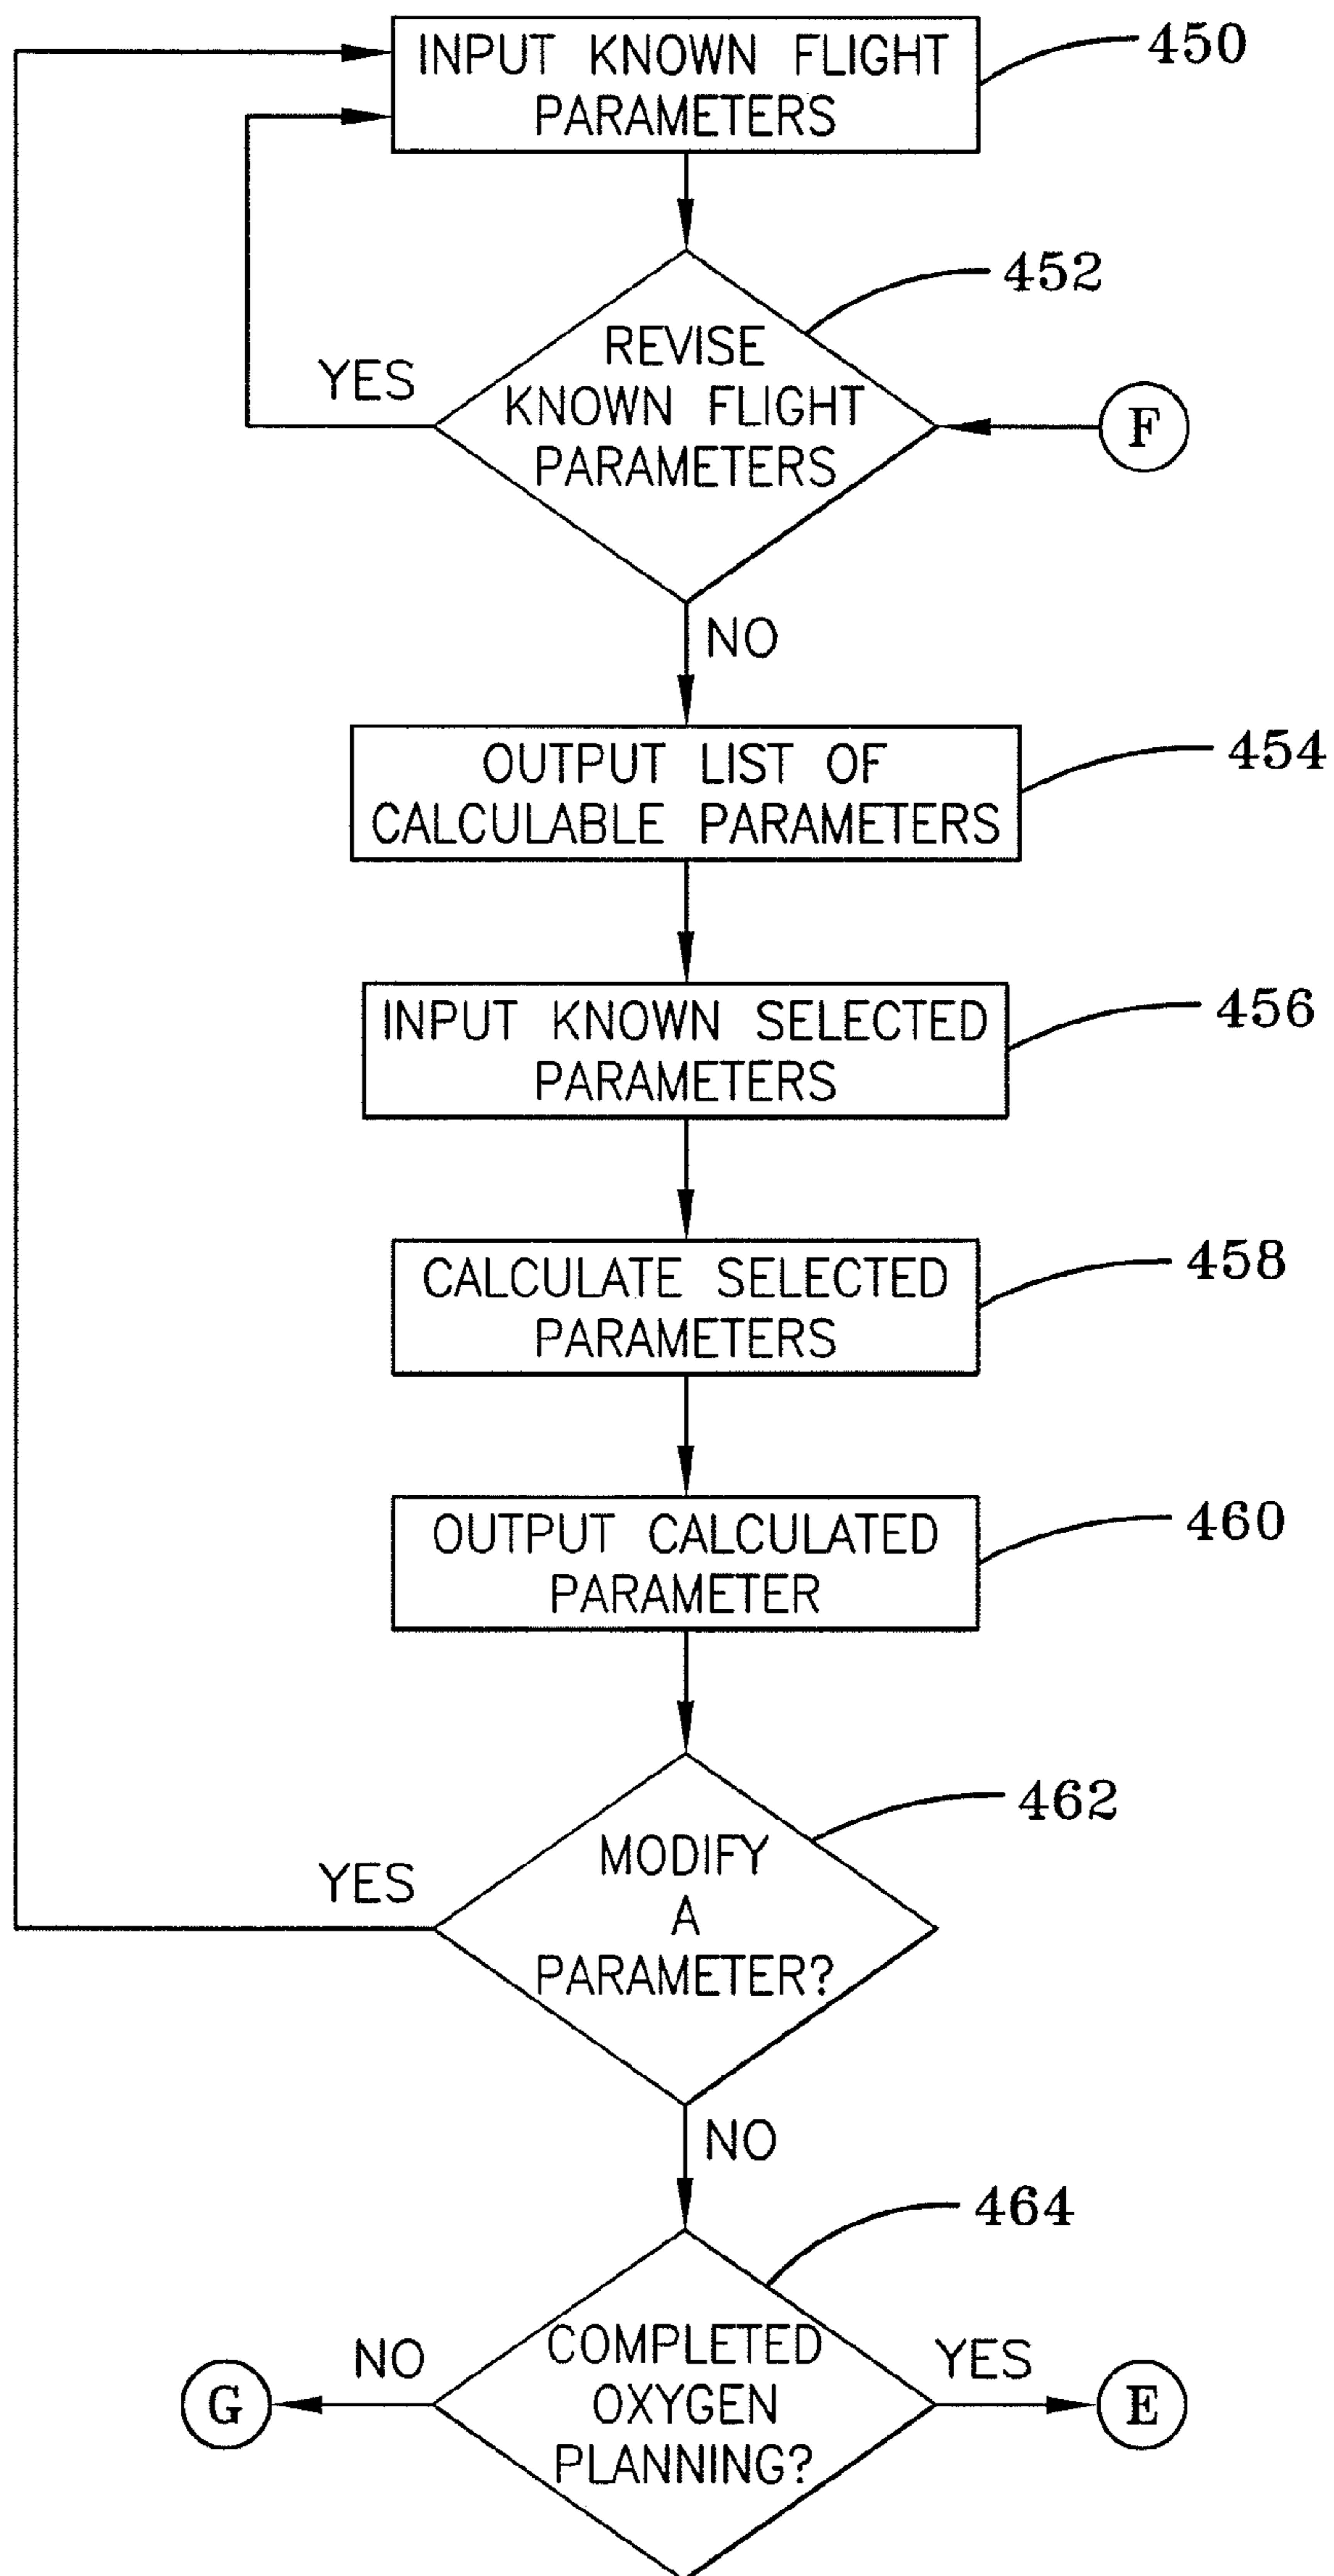 INPUT KNOWN FLIGHT
PARAMETERS
450
452
REVISE
KNOWN FLIGHT
PARAMETERS
YES
F
NO
OUTPUT LIST OF
CALCULABLE PARAMETERS
454
INPUT KNOWN SELECTED
PARAMETERS
456
CALCULATE SELECTED
PARAMETERS
458
OUTPUT CALCULATED
PARAMETER
460
462
MODIFY
A
PARAMETER?
YES
NO
464
COMPLETED
OXYGEN
PLANNING?
NO
G
YES
E